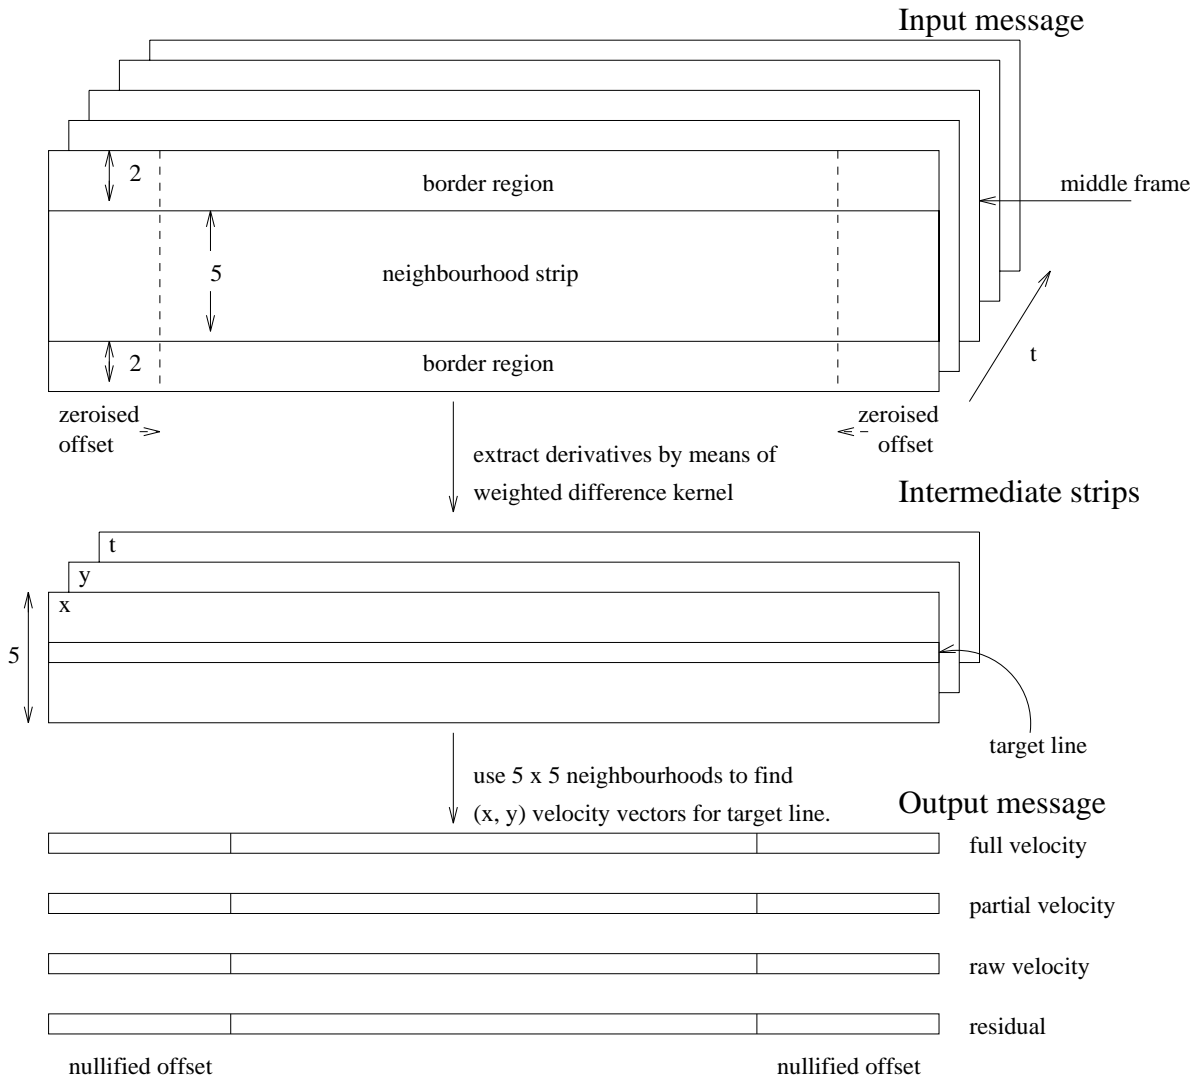 Input message
2
border region
middle frame
5
neighbourhood strip
2
border region
t
zeroised
offset
zeroised
offset
extract derivatives by means of
weighted difference kernel
Intermediate strips
t
y
x
5
target line
use 5 x 5 neighbourhoods to find
(x, y) velocity vectors for target line.
Output message
full velocity
partial velocity
raw velocity
residual
nullified offset
nullified offset